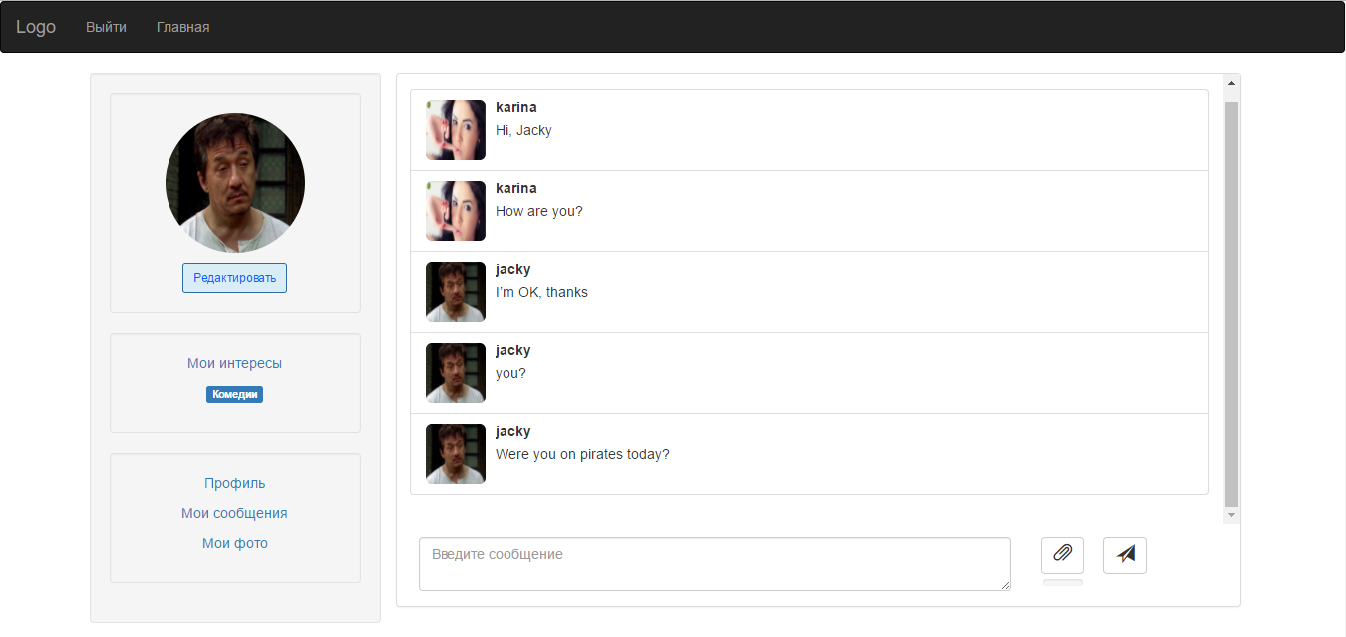 Logo Выйти Главная
Редактировать
Мои интересы
Комедии
Профиль
Мои сообщения
Мои фото
karina
Hi, Jacky
karina
How are you?
jacky
I'm OK, thanks
jacky
you?
jacky
Were you on pirates today?
Введите сообщение